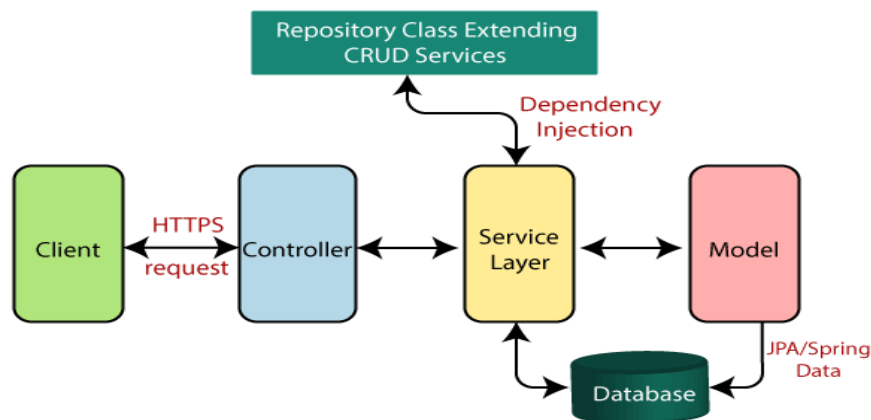 Repository Class Extending
CRUD Services
Dependency
Injection
Client
HTTPS
request
Controller
Service
Layer
Model
JPA/Spring
Data
Database